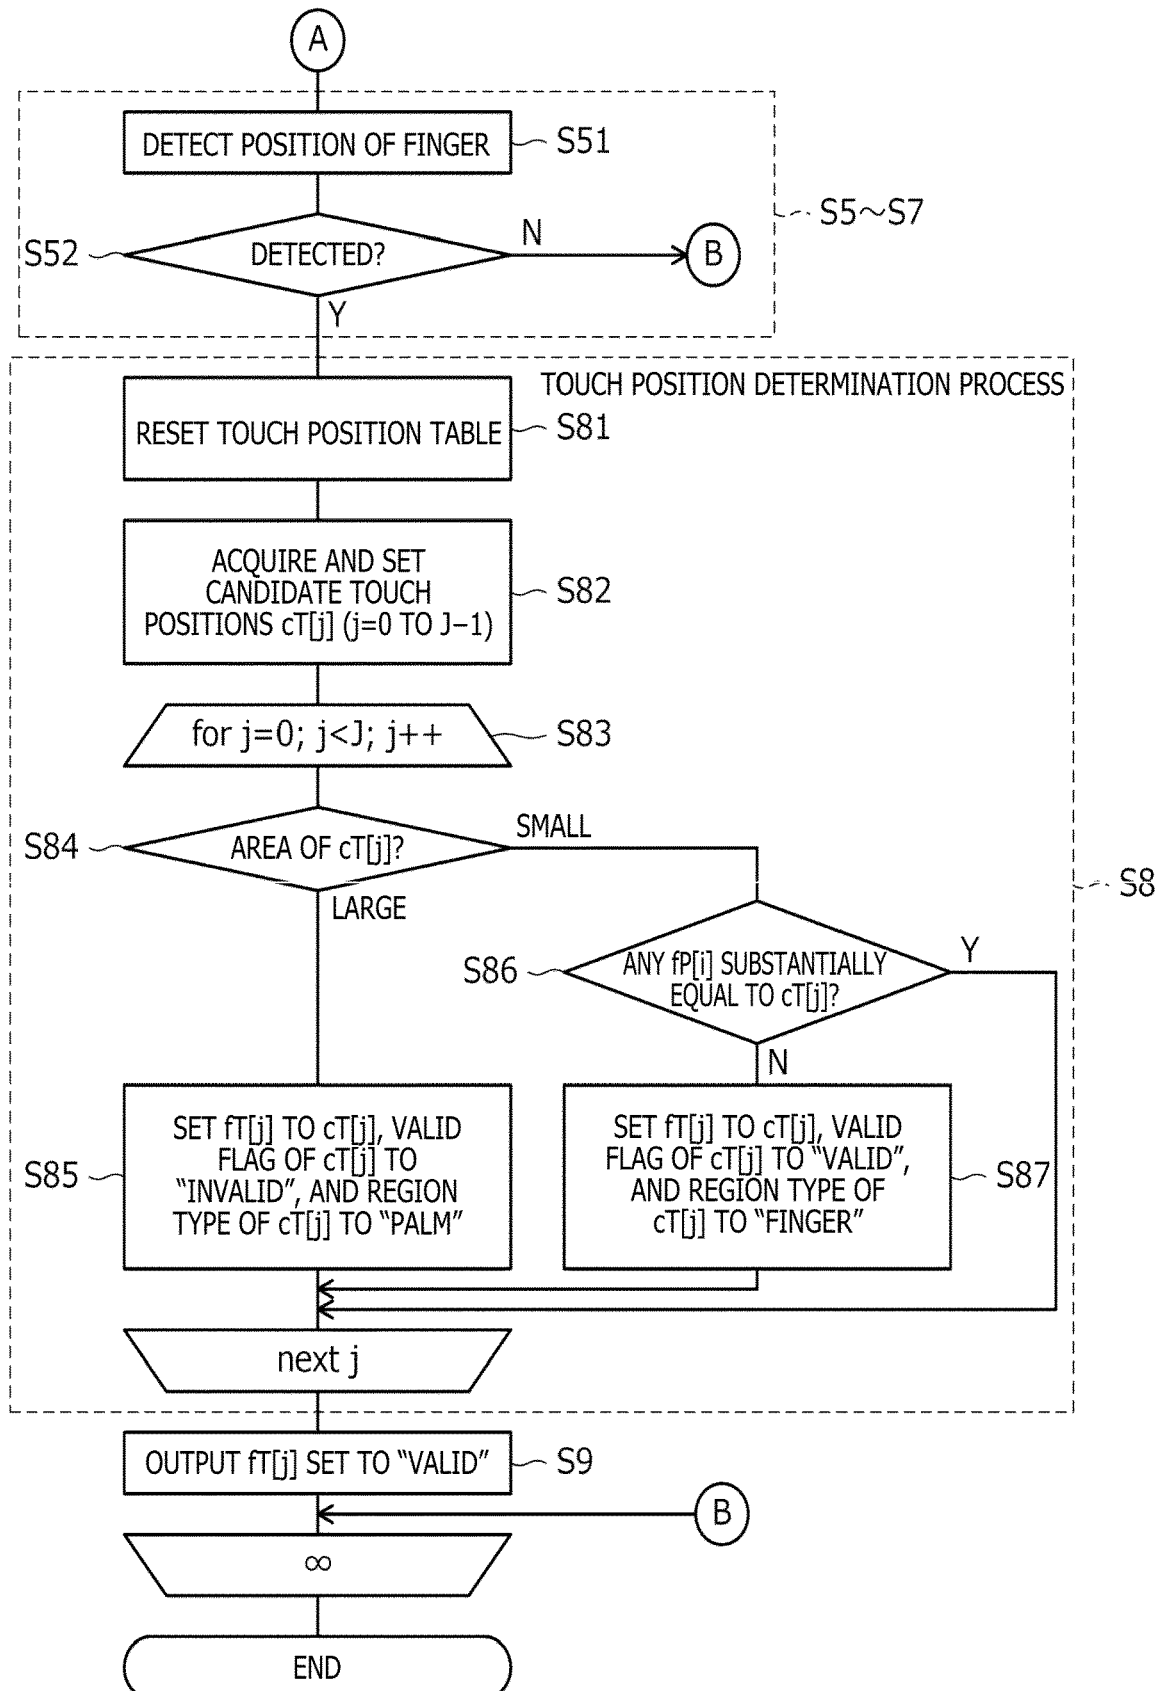 A
DETECT POSITION OF FINGER
S51
S5~S7
S52
DETECTED?
N
B
Y
TOUCH POSITION DETERMINATION PROCESS
RESET TOUCH POSITION TABLE
S81
ACQUIRE AND SET
CANDIDATE TOUCH
POSITIONS cT[j] (j=0 TO J−1)
S82
for j=0; j<J; j++
S83
S84
AREA OF cT[j]?
SMALL
LARGE
S8
S86
ANY fP[i] SUBSTANTIALLY
EQUAL TO cT[j]?
Y
N
S85
SET fT[j] TO cT[j], VALID
FLAG OF cT[j] TO
“INVALID”, AND REGION
TYPE OF cT[j] TO “PALM”
SET fT[j] TO cT[j], VALID
FLAG OF cT[j] TO “VALID”,
AND REGION TYPE OF
cT[j] TO “FINGER”
S87
next j
OUTPUT fT[j] SET TO “VALID”
S9
B
∞
END